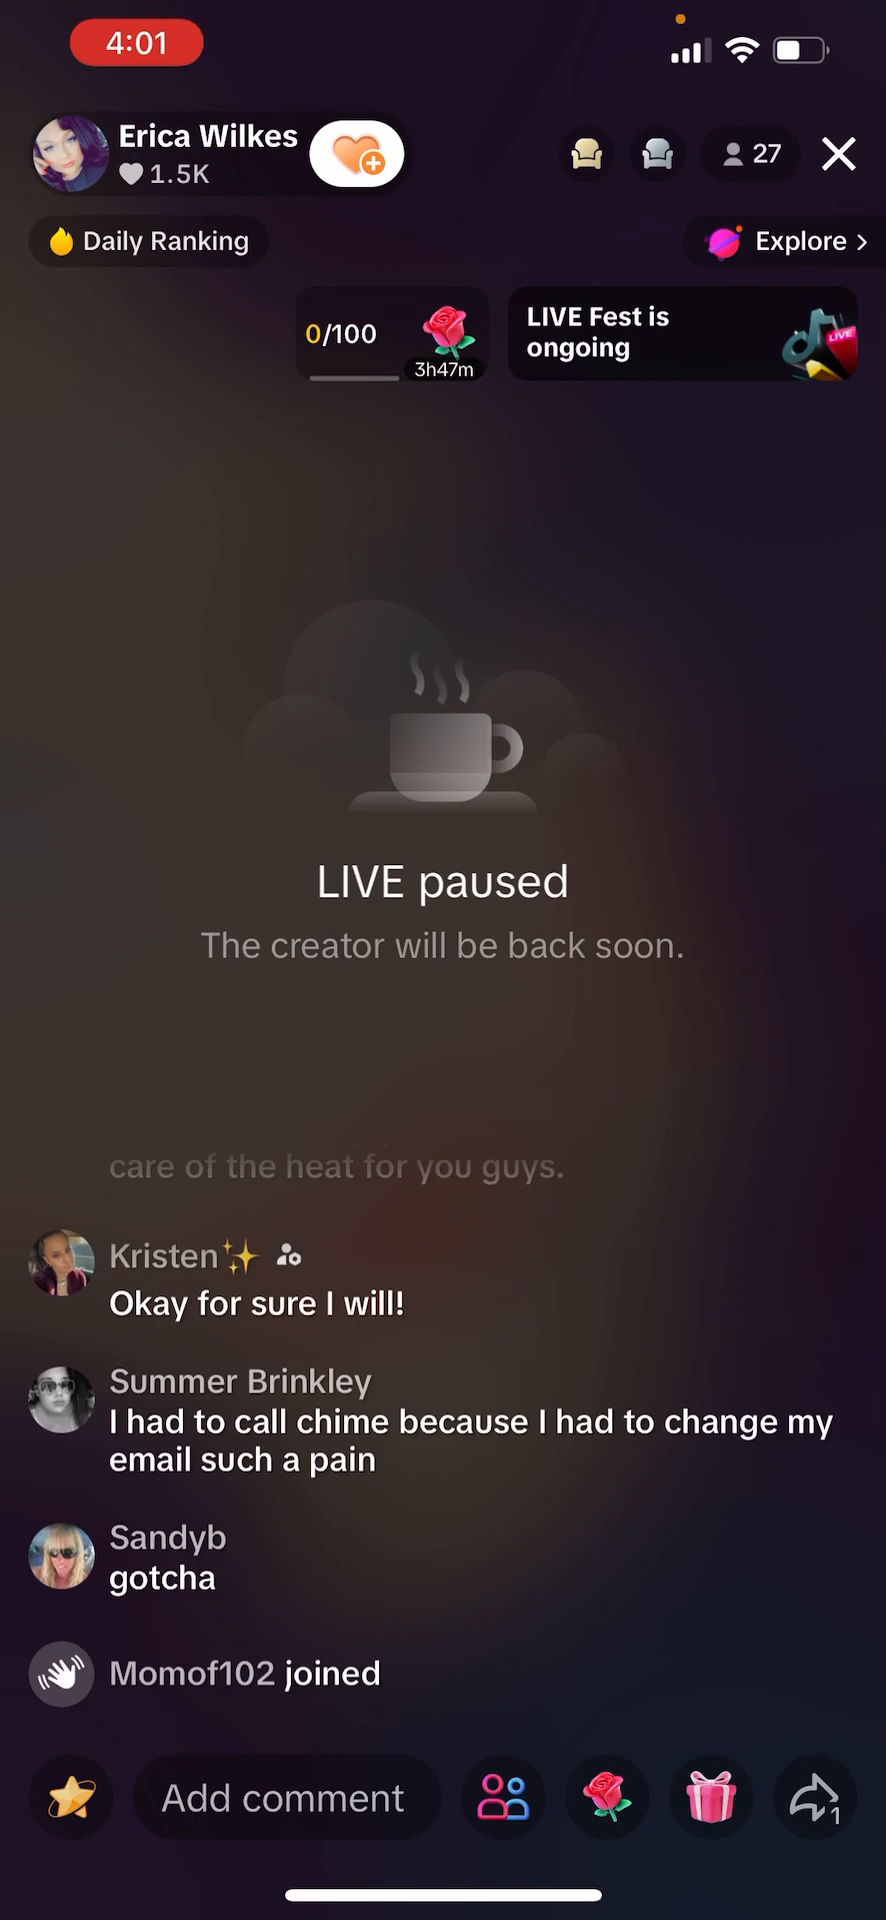 4:01
Erica Wilkes
1.5K
27
Daily Ranking
Explore >
0/100
3h47m
LIVE Fest is
ongoing
LIVE
LIVE paused
The creator will be back soon.
care of the heat for you guys.
Kristen✨
Okay for sure I will!
Summer Brinkley
I had to call chime because I had to change my
email such a pain
Sandyb
gotcha
Momof102 joined
Add comment
1